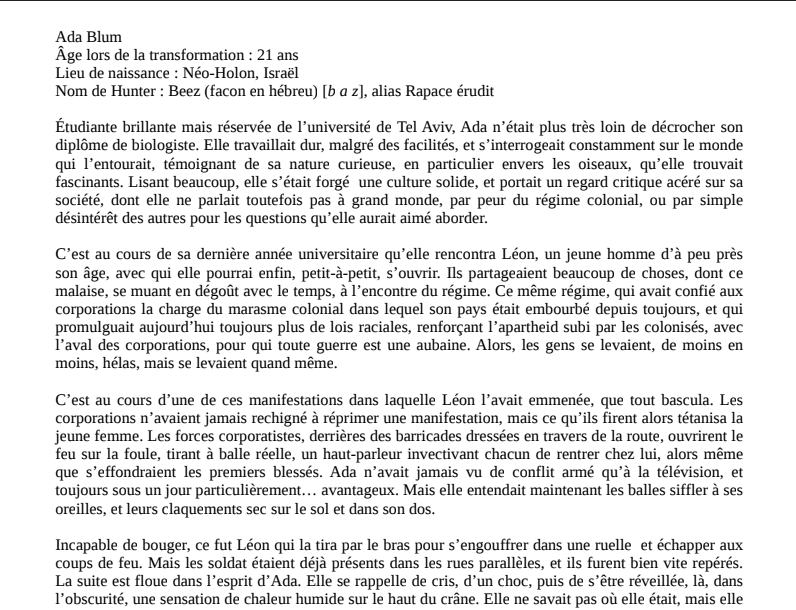 Ada Blum
Âge lors de la transformation : 21 ans
Lieu de naissance : Néo-Holon, Israël
Nom de Hunter : Beez (facon en hébreu) [b a z], alias Rapace érudit
Étudiante brillante mais réservée de l’université de Tel Aviv, Ada n’était plus très loin de décrocher son
diplôme de biologiste. Elle travaillait dur, malgré des facilités, et s’interrogeait constamment sur le monde
qui l’entourait, témoignant de sa nature curieuse, en particulier envers les oiseaux, qu’elle trouvait
fascinants. Lisant beaucoup, elle s’était forgé une culture solide, et portait un regard critique acéré sur sa
société, dont elle ne parlait toutefois pas à grand monde, par peur du régime colonial, ou par simple
désintérêt des autres pour les questions qu’elle aurait aimé aborder.
C’est au cours de sa dernière année universitaire qu’elle rencontra Léon, un jeune homme d’à peu près
son âge, avec qui elle pourrai enfin, petit-à-petit, s’ouvrir. Ils partageaient beaucoup de choses, dont ce
malaise, se muant en dégoût avec le temps, à l’encontre du régime. Ce même régime, qui avait confié aux
corporations la charge du marasme colonial dans lequel son pays était embourbé depuis toujours, et qui
promulguait aujourd’hui toujours plus de lois raciales, renforçant l’apartheid subi par les colonisés, avec
l’aval des corporations, pour qui toute guerre est une aubaine. Alors, les gens se levaient, de moins en
moins, hélas, mais se levaient quand même.
C’est au cours d’une de ces manifestations dans laquelle Léon l’avait emmenée, que tout bascula. Les
corporations n’avaient jamais rechigné à réprimer une manifestation, mais ce qu’ils firent alors tétanisa la
jeune femme. Les forces corporatistes, derrières des barricades dressées en travers de la route, ouvrirent le
feu sur la foule, tirant à balle réelle, un haut-parleur invectivant chacun de rentrer chez lui, alors même
que s’effondraient les premiers blessés. Ada n’avait jamais vu de conflit armé qu’à la télévision, et
toujours sous un jour particulièrement… avantageux. Mais elle entendait maintenant les balles siffler à ses
oreilles, et leurs claquements sec sur le sol et dans son dos.
Incapable de bouger, ce fut Léon qui la tira par le bras pour s’engouffrer dans une ruelle et échapper aux
coups de feu. Mais les soldat étaient déjà présents dans les rues parallèles, et ils furent bien vite repérés.
La suite est floue dans l’esprit d’Ada. Elle se rappelle de cris, d’un choc, puis de s’être réveillée, là, dans
l’obscurité, une sensation de chaleur humide sur le haut du crâne. Elle ne savait pas où elle était, mais elle